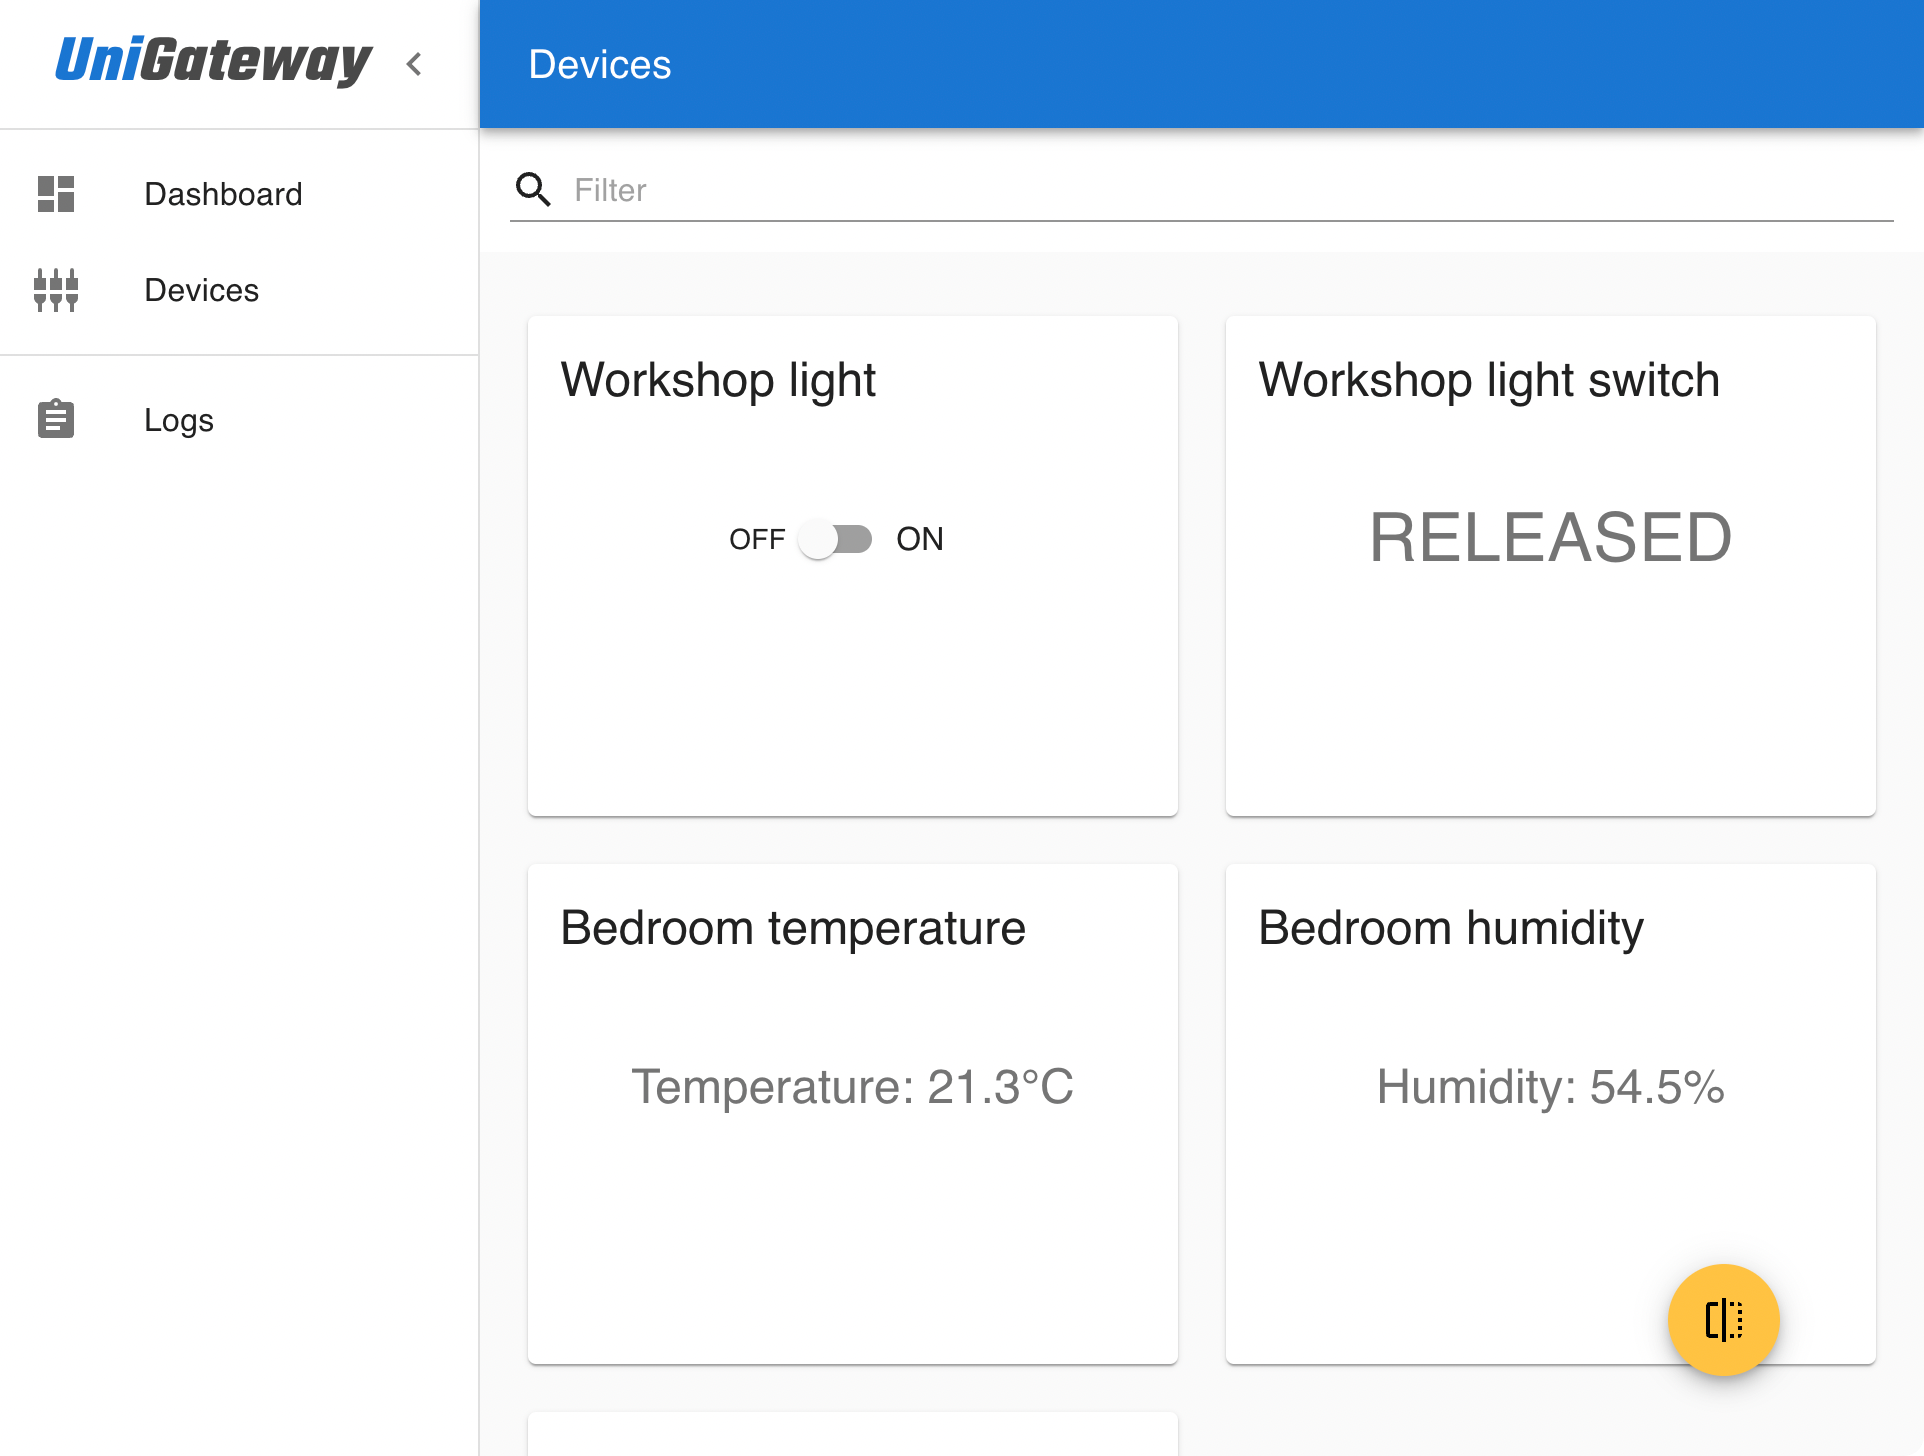 UniGateway
Devices
Dashboard
Devices
Logs
Filter
Workshop light
OFF ON
Workshop light switch
RELEASED
Bedroom temperature
Temperature: 21.3°C
Bedroom humidity
Humidity: 54.5%